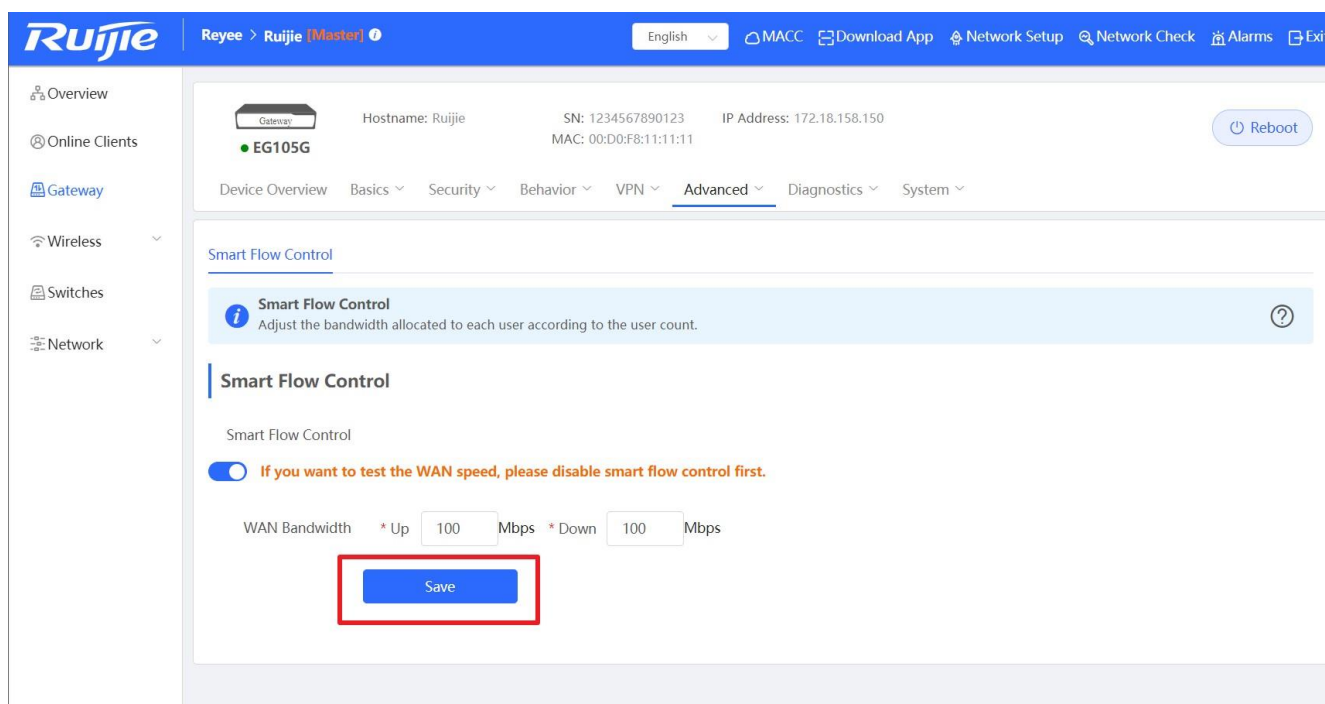 Ruijie Reyee > Ruijie [Master] i English MACC Download App Network Setup Network Check Alarms Exi
Overview
Online Clients
Gateway
Wireless
Switches
Network
Gateway
EG105G
Hostname: Ruijie SN: 1234567890123 IP Address: 172.18.158.150
MAC: 00:D0:F8:11:11:11
Reboot
Device Overview Basics Security Behavior VPN Advanced Diagnostics System
Smart Flow Control
i Smart Flow Control
Adjust the bandwidth allocated to each user according to the user count. ?
Smart Flow Control
Smart Flow Control
If you want to test the WAN speed, please disable smart flow control first.
WAN Bandwidth * Up 100 Mbps * Down 100 Mbps
Save